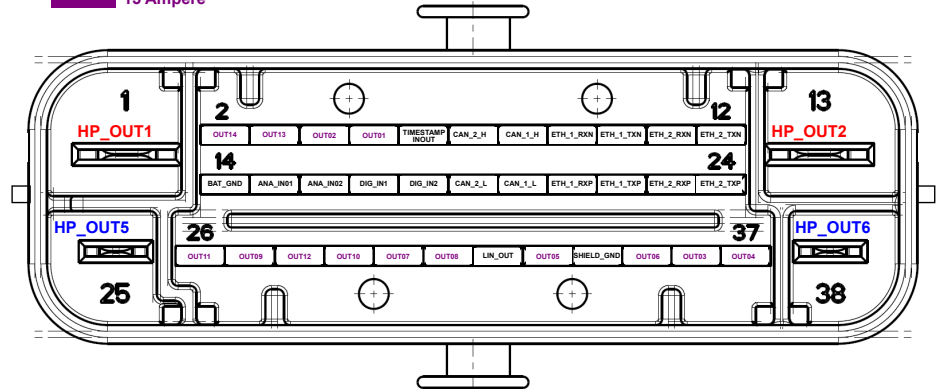 15 Ampere
1 2 12 13
HP_OUT1 HP_OUT2
OUT14 OUT13 OUT02 OUT01 TIMESTAMP INOUT CAN_2_H CAN_1_H ETH_1_RXN ETH_1_TXN ETH_2_RXN ETH_2_TXN
14 24
BAT_GND ANA_IN01 ANA_IN02 DIG_IN1 DIG_IN2 CAN_2_L CAN_1_L ETH_1_RXP ETH_1_TXP ETH_2_RXP ETH_2_TXP
HP_OUT5 26 37 HP_OUT6
OUT11 OUT09 OUT12 OUT10 OUT07 OUT08 LIN_OUT OUT05 SHIELD_GND OUT06 OUT03 OUT04
25 38